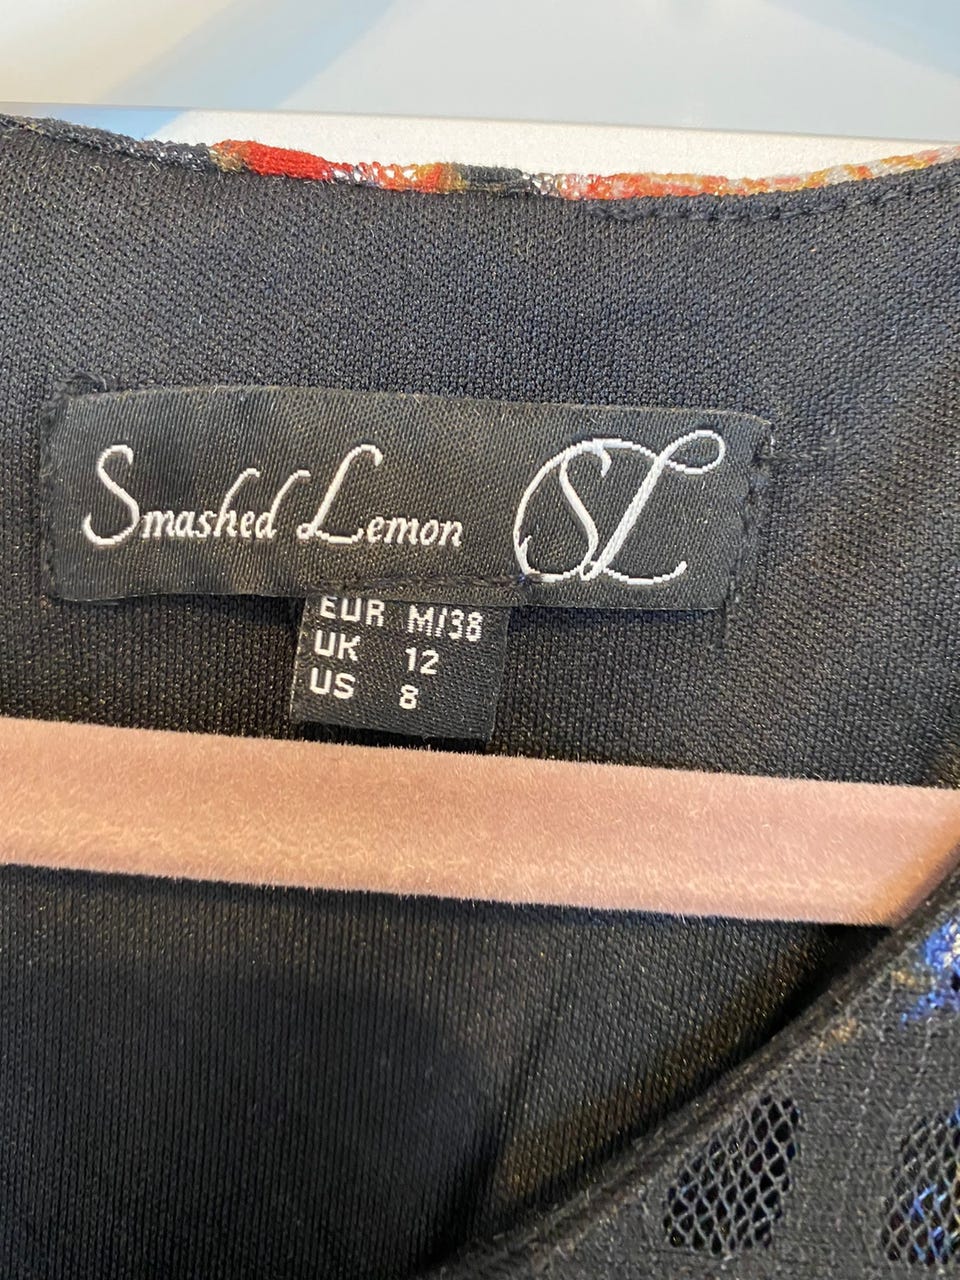 Smashed Lemon SL
EUR M/38
UK 12
US 8